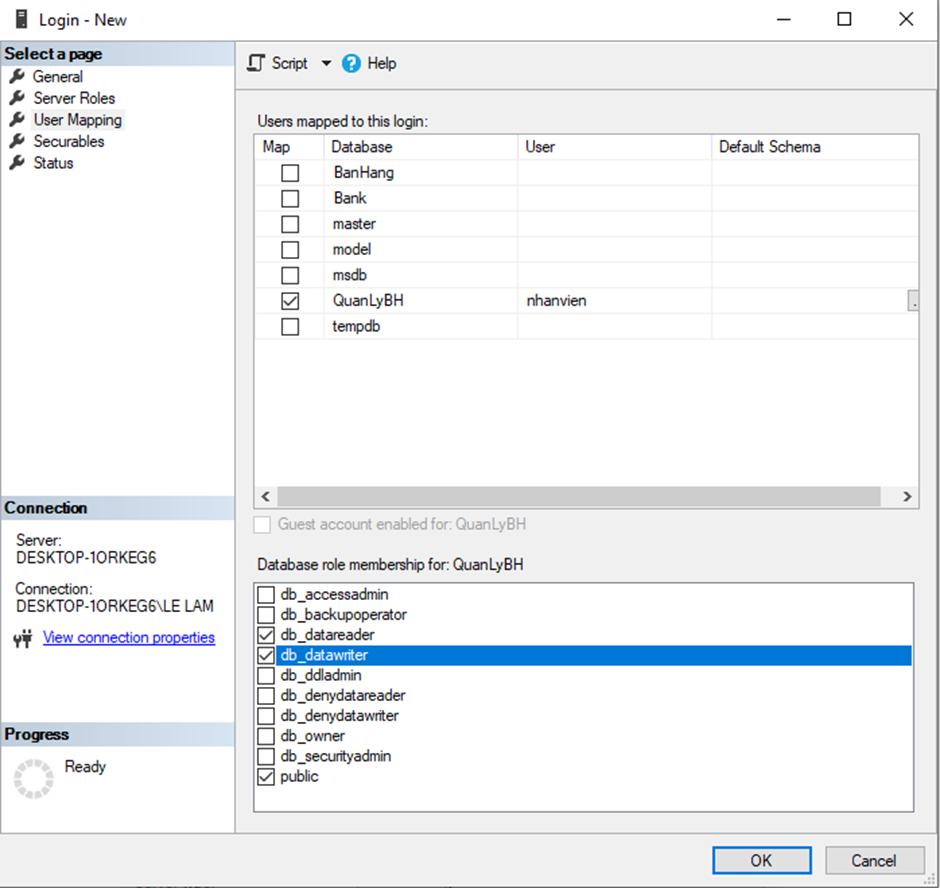 Login - New
Select a page
General
Server Roles
User Mapping
Securables
Status
Script Help
Users mapped to this login:
Map Database User Default Schema
BanHang
Bank
master
model
msdb
QuanLyBH nhanvien .
tempdb
Guest account enabled for: QuanLyBH
Database role membership for: QuanLyBH
db_accessadmin
db_backupoperator
db_datareader
db_datawriter
db_ddladmin
db_denydatareader
db_denydatawriter
db_owner
db_securityadmin
public
Connection
Server:
DESKTOP-1ORKEG6
Connection:
DESKTOP-1ORKEG6\LE LAM
View connection properties
Progress
Ready
OK Cancel